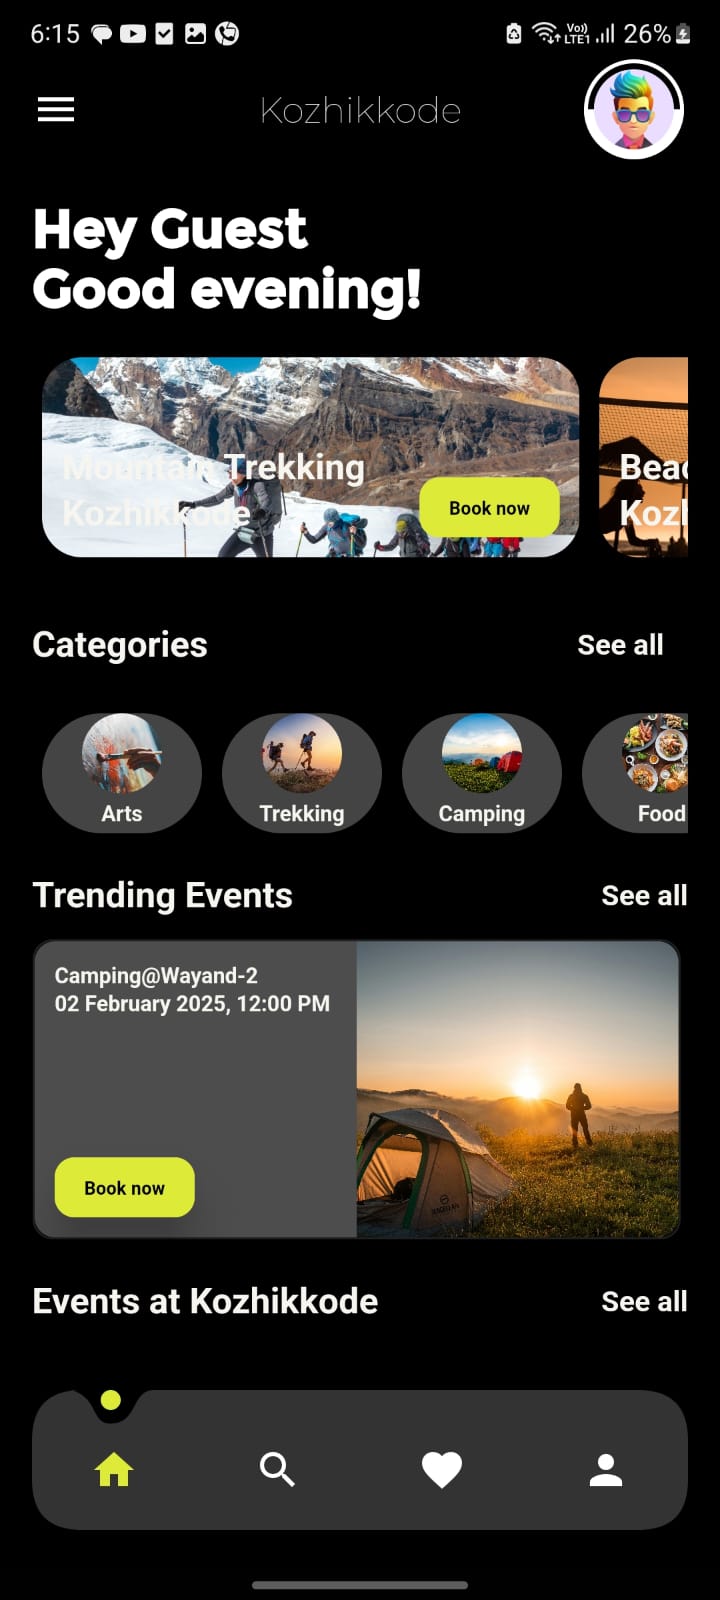 6:15
Vo))
LTE1
26%
Kozhikkode
Hey Guest
Good evening!
Mountain Trekking
Kozhikkode
Book now
Categories
See all
Arts
Trekking
Camping
Food
Trending Events
See all
Camping@Wayand-2
02 February 2025, 12:00 PM
Book now
Events at Kozhikkode
See all